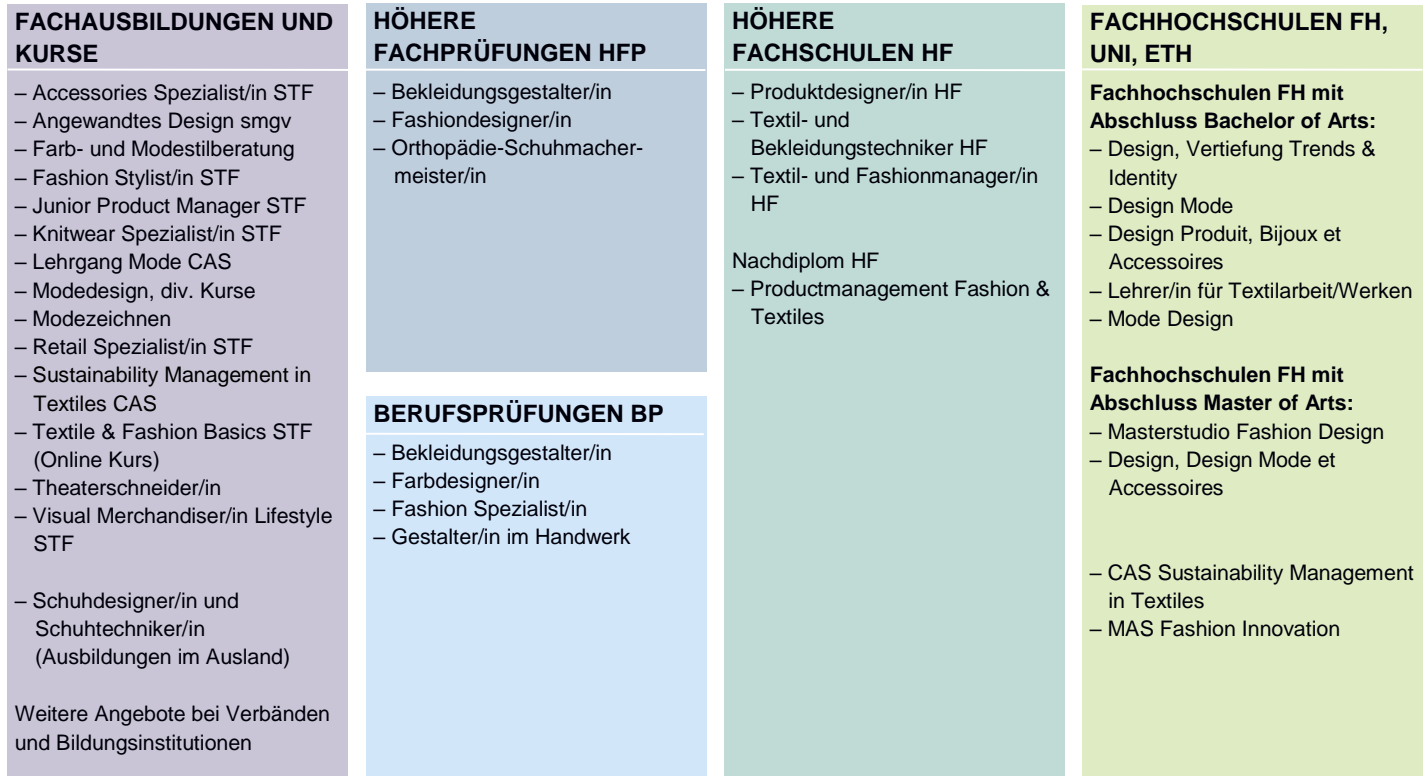 FACHAUSBILDUNGEN UND
KURSE
– Accessories Spezialist/in STF
– Angewandtes Design smgv
– Farb- und Modestilberatung
– Fashion Stylist/in STF
– Junior Product Manager STF
– Knitwear Spezialist/in STF
– Lehrgang Mode CAS
– Modedesign, div. Kurse
– Modezeichnen
– Retail Spezialist/in STF
– Sustainability Management in
Textiles CAS
– Textile & Fashion Basics STF
(Online Kurs)
– Theaterschneider/in
– Visual Merchandiser/in Lifestyle
STF
– Schuhdesigner/in und
Schuhtechniker/in
(Ausbildungen im Ausland)
Weitere Angebote bei Verbänden
und Bildungsinstitutionen
HÖHERE
FACHPRÜFUNGEN HFP
– Bekleidungsgestalter/in
– Fashiondesigner/in
– Orthopädie-Schuhmacher-
meister/in
BERUFSPRÜFUNGEN BP
– Bekleidungsgestalter/in
– Farbdesigner/in
– Fashion Spezialist/in
– Gestalter/in im Handwerk
HÖHERE
FACHSCHULEN HF
– Produktdesigner/in HF
– Textil- und
Bekleidungstechniker HF
– Textil- und Fashionmanager/in
HF
Nachdiplom HF
– Productmanagement Fashion &
Textiles
FACHHOCHSCHULEN FH,
UNI, ETH
Fachhochschulen FH mit
Abschluss Bachelor of Arts:
– Design, Vertiefung Trends &
Identity
– Design Mode
– Design Produit, Bijoux et
Accessoires
– Lehrer/in für Textilarbeit/Werken
– Mode Design
Fachhochschulen FH mit
Abschluss Master of Arts:
– Masterstudio Fashion Design
– Design, Design Mode et
Accessoires
– CAS Sustainability Management
in Textiles
– MAS Fashion Innovation